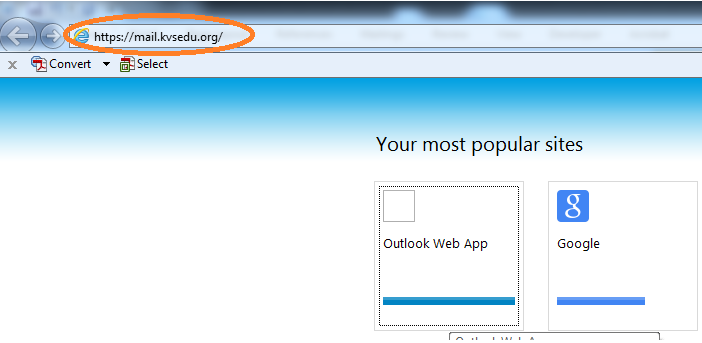 https://mail.kvsedu.org/
x Convert Select
Your most popular sites
g
Outlook Web App
Google